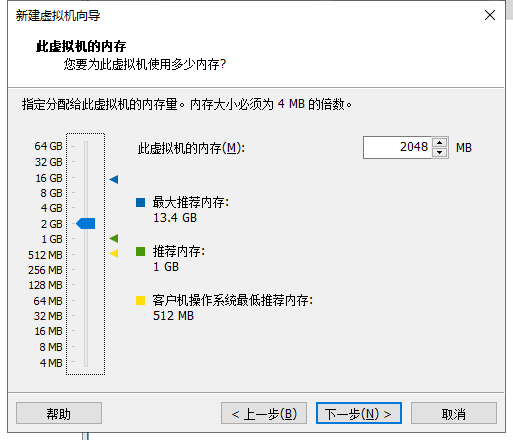 新建虚拟机向导
此虚拟机的内存
您要为此虚拟机使用多少内存?
指定分配给此虚拟机的内存量。内存大小必须为 4 MB 的倍数。
64 GB
32 GB
16 GB
8 GB
4 GB
2 GB
1 GB
512 MB
256 MB
128 MB
64 MB
32 MB
16 MB
8 MB
4 MB
此虚拟机的内存(M): 2048 MB
最大推荐内存:
13.4 GB
推荐内存:
1 GB
客户机操作系统最低推荐内存:
512 MB
帮助 < 上一步(B) 下一步(N) > 取消